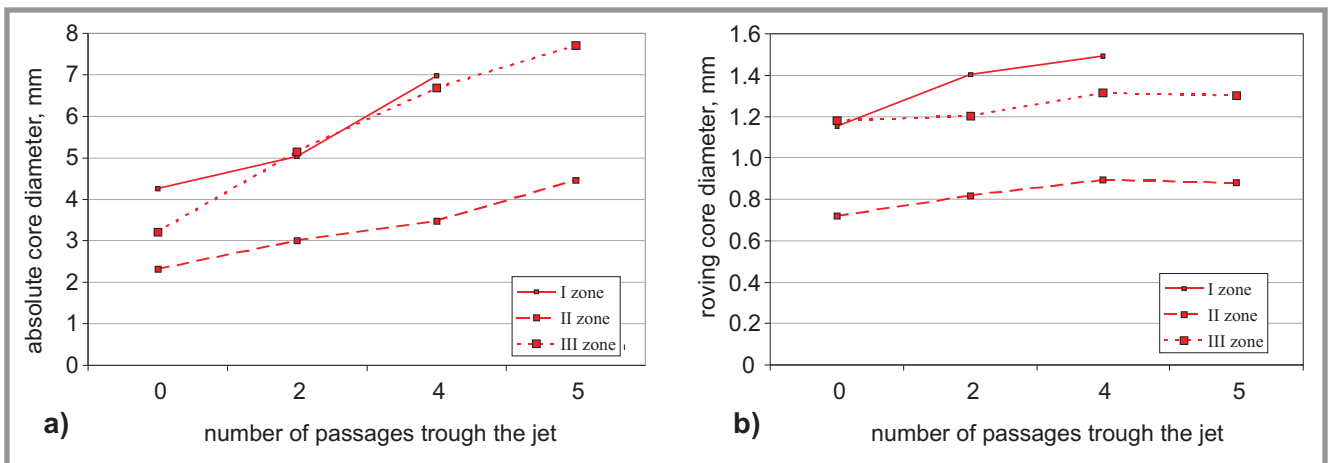 8
7
6
5
4
3
2
1
0
absolute core diameter, mm
I zone
II zone
III zone
0 2 4 5
a)
number of passages trough the jet
1.6
1.4
1.2
1.0
0.8
0.6
0.4
0.2
0
roving core diameter, mm
I zone
II zone
III zone
0 2 4 5
b)
number of passages trough the jet